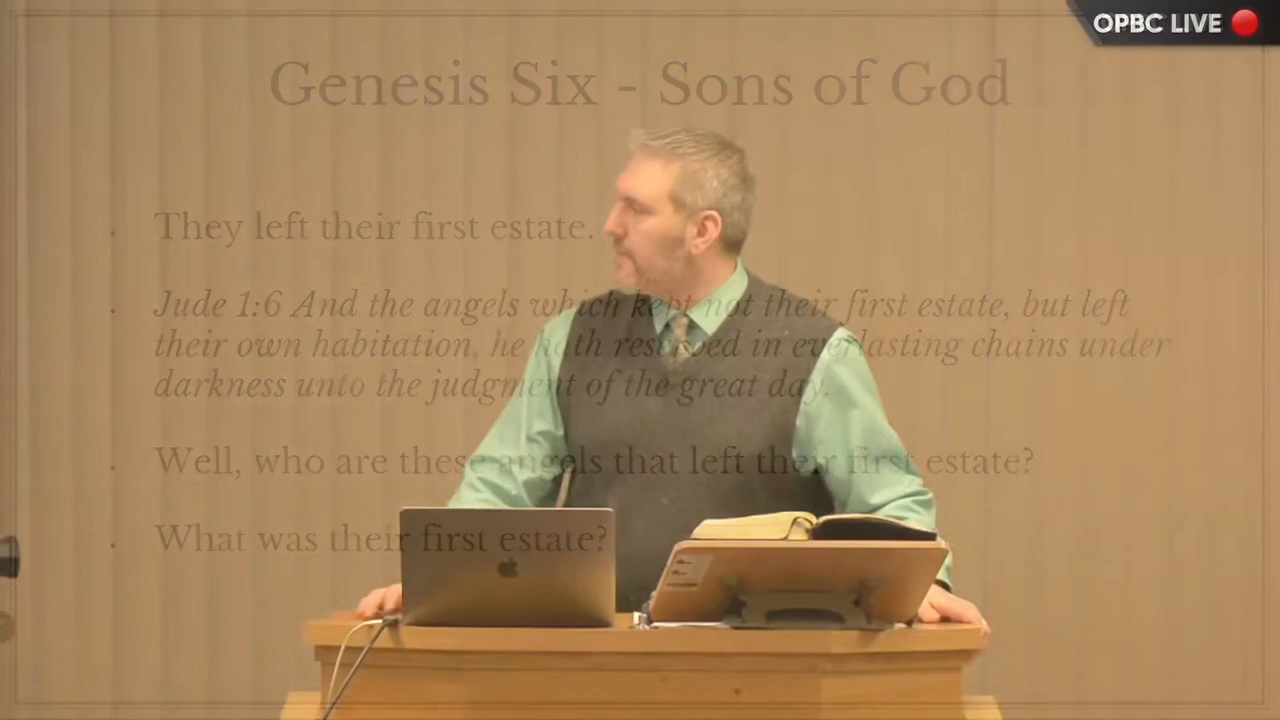 OPBC LIVE
Genesis Six - Sons of God
They left their first estate.
Jude 1:6 And the angels which kept not their first estate, but left
their own habitation, he hath reserved in everlasting chains under
darkness unto the judgment of the great day.
Well, who are these angels that left their first estate?
What was their first estate?